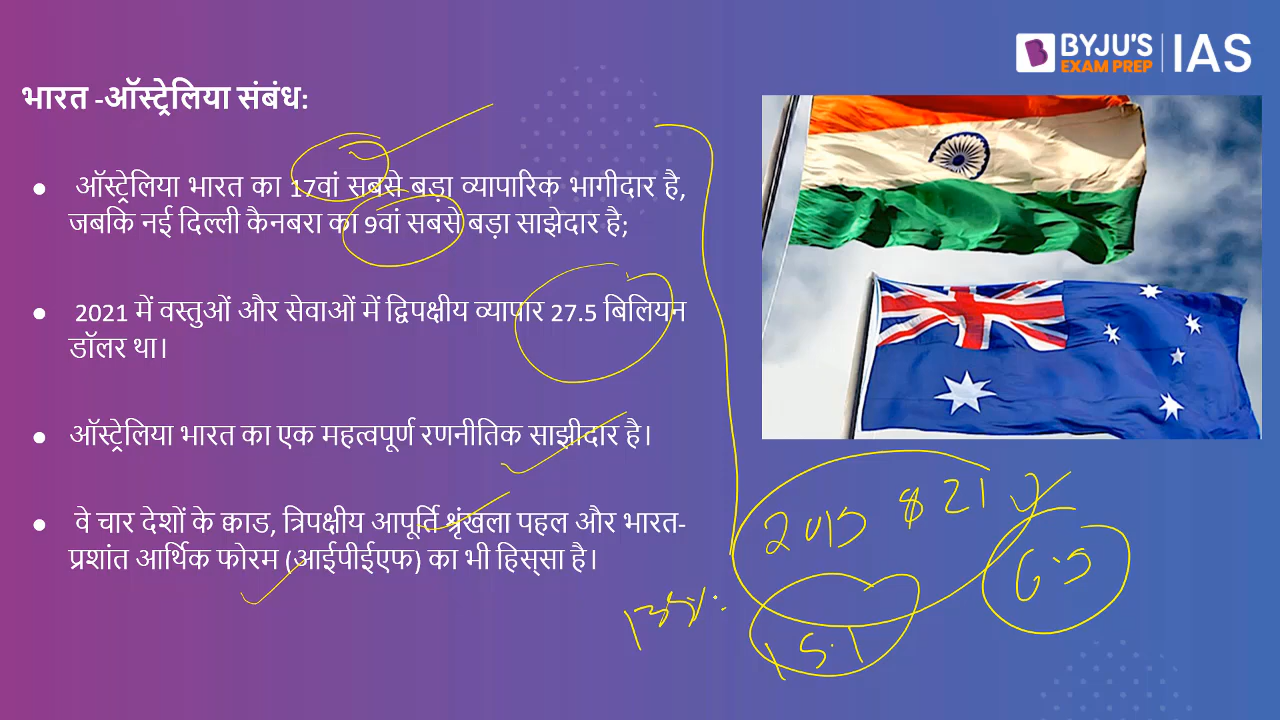 BYJU'S
EXAM PREP
IAS
भारत -ऑस्ट्रेलिया संबंध:
● ऑस्ट्रेलिया भारत का 17वां सबसे बड़ा व्यापारिक भागीदार है,
जबकि नई दिल्ली कैनबरा का 9वां सबसे बड़ा साझेदार है;
● 2021 में वस्तुओं और सेवाओं में द्विपक्षीय व्यापार 27.5 बिलियन
डॉलर था।
● ऑस्ट्रेलिया भारत का एक महत्वपूर्ण रणनीतिक साझीदार है।
● वे चार देशों के क्वाड, त्रिपक्षीय आपूर्ति श्रृंखला पहल और भारत-
प्रशांत आर्थिक फोरम (आईपीईएफ) का भी हिस्सा है।
21
6.5
15.1